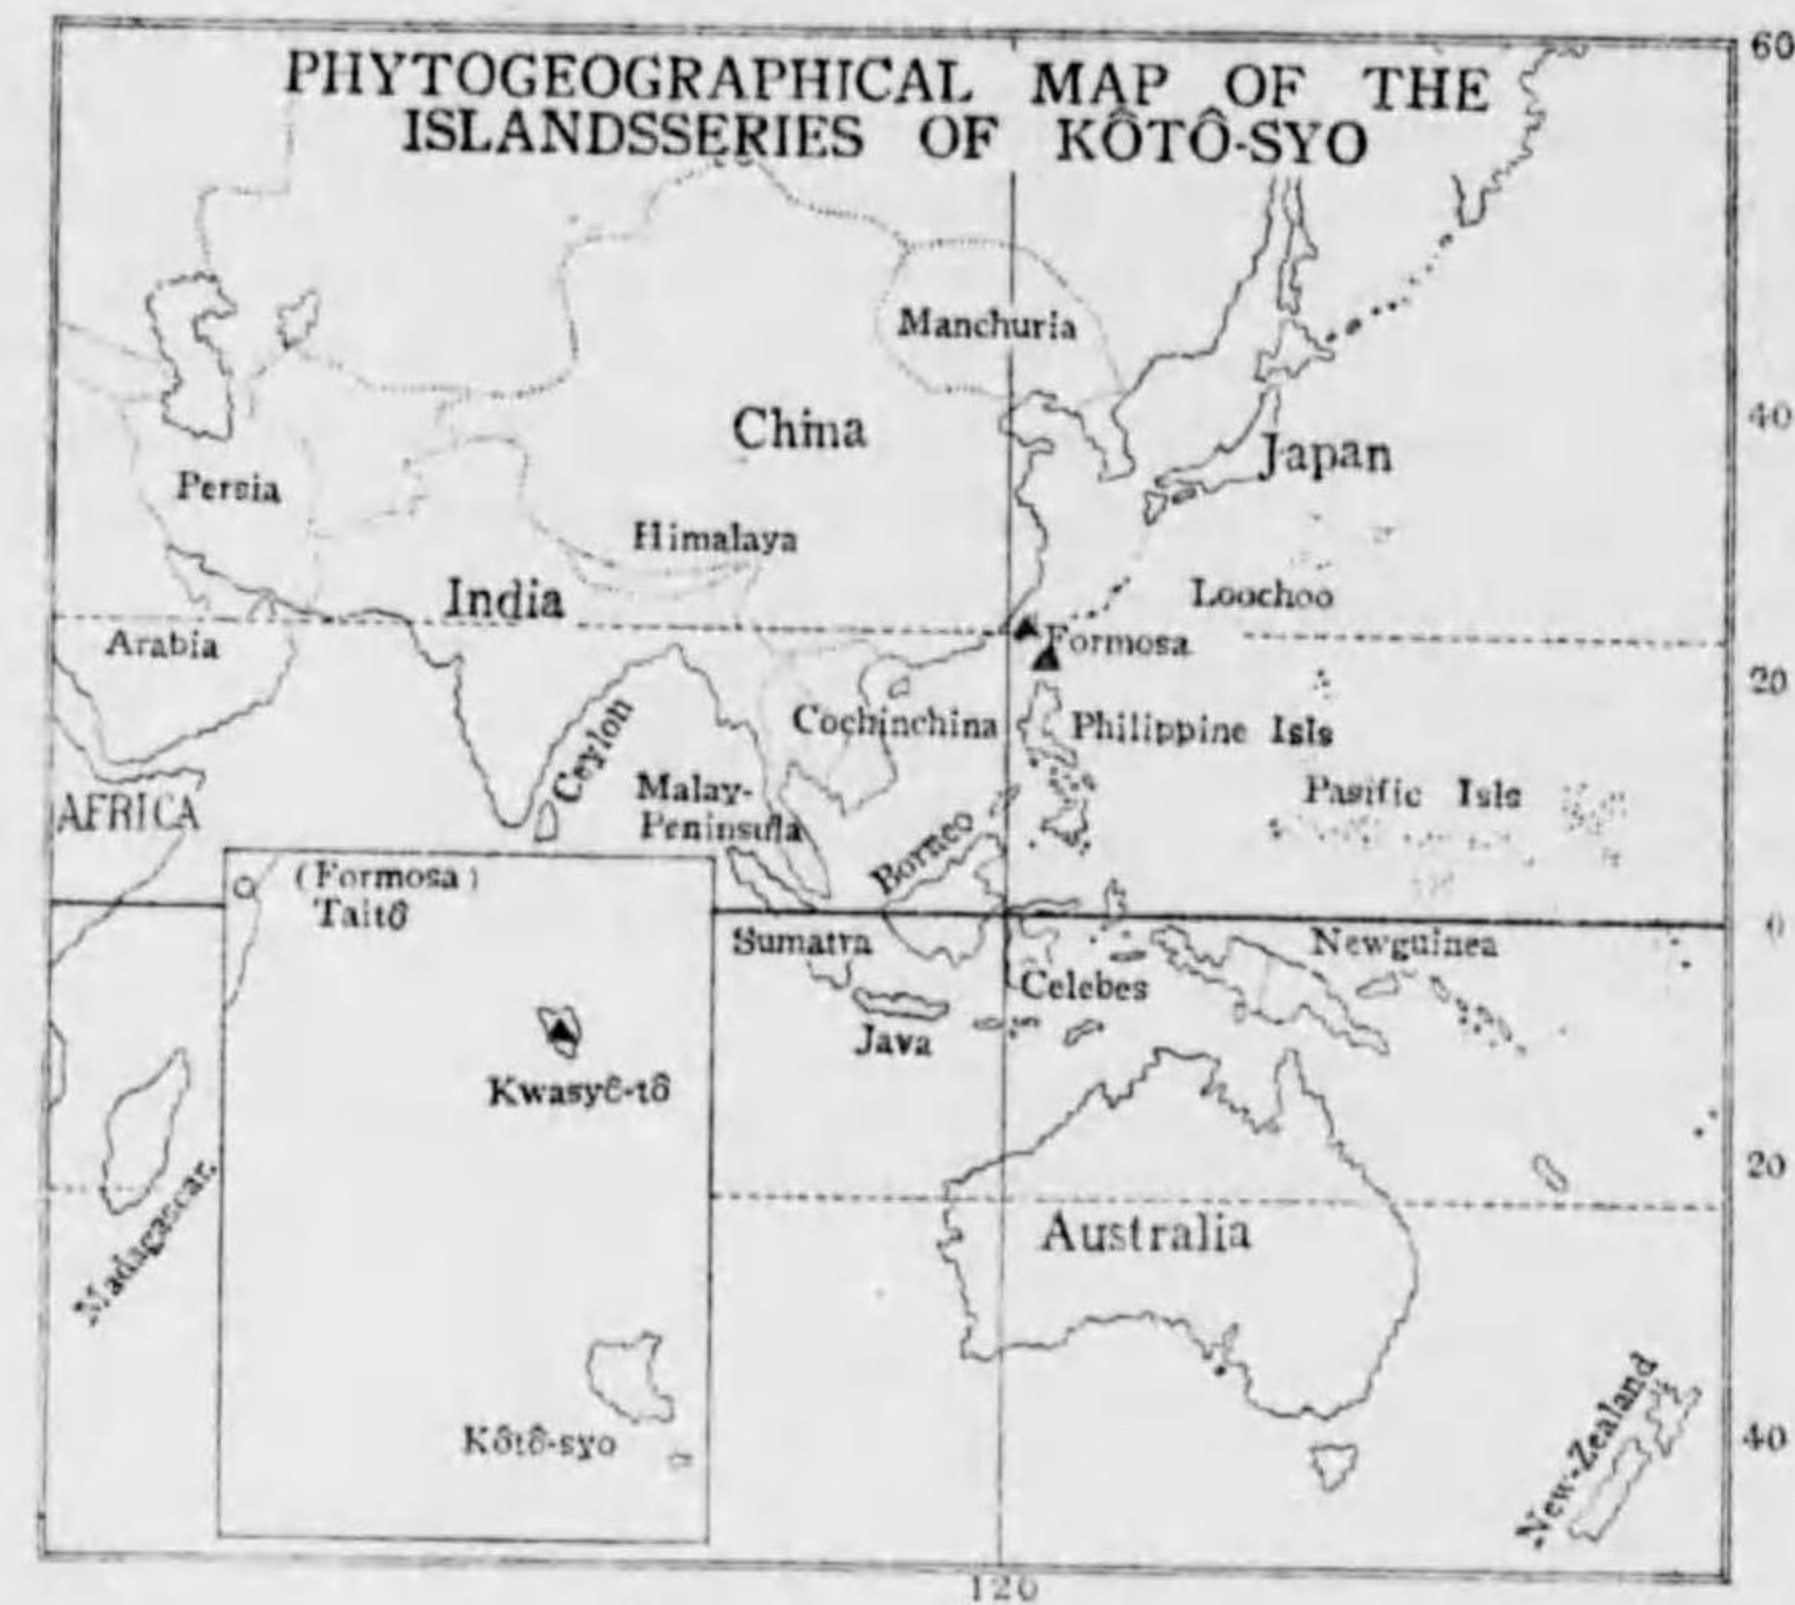 PHYTOGEOGRAPHICAL MAP OF THE
ISLANDSSERIES OF KÔTÔ-SYO
60
Manchuria
China
40
Japan
Persia
Himalaya
India
Loochoo
Arabia
Formosa
20
Cochinchina
Philippine Isls
Ceylon
Malay-
Peninsula
Pasific Isls
AFRICA
Borneo
(Formosa)
Taitô
0
Sumatra
Newguinea
Celebes
Java
Kwasyô-tô
20
Madagascar.
Australia
Kôtô-syo
New-Zealand
40
120